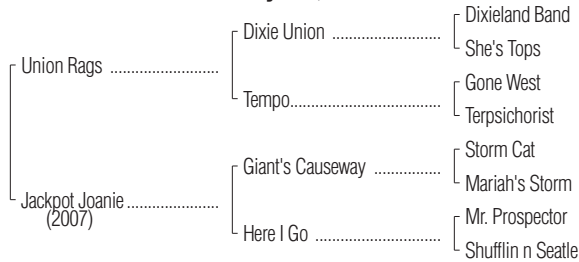 Dixieland Band
Dixie Union ....................
She's Tops
Union Rags ....................
Gone West
Tempo............................
Terpsichorist
Storm Cat
Giant's Causeway .................
Mariah's Storm
Jackpot Joanie .................
(2007)
Mr. Prospector
Here I Go .......................
Shufflin n Seatle